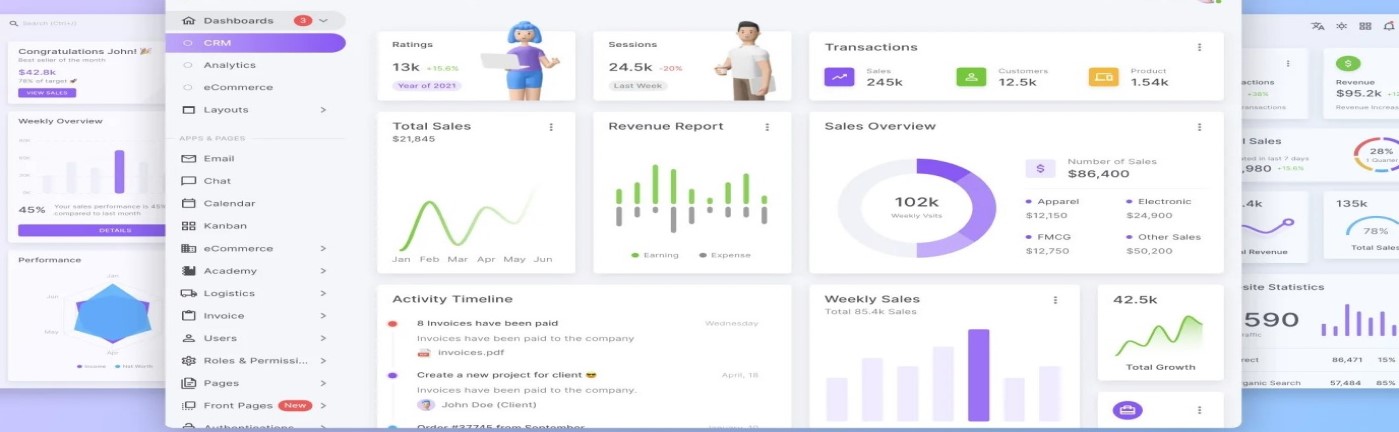 Search (Ctrl+/)
Congratulations John! 🎉
Best seller of the month
$42.8k
78% of target 🚀
VIEW SALES
Weekly Overview
45%
Your sales performance is 45%
compared to last month
DETAILS
Performance
Jan
May
Apr
Income
Net Worth
Dashboards
3
CRM
Analytics
eCommerce
Layouts
APPS & PAGES
Email
Chat
Calendar
Kanban
eCommerce
Academy
Logistics
Invoice
Users
Roles & Permissi...
Pages
Front Pages New
Authentications
Ratings
13k +15.6%
Year of 2021
Sessions
24.5k -20%
Last Week
Transactions
Sales
245k
Customers
12.5k
Product
1.54k
Total Sales
$21,845
Jan Feb Mar Apr May Jun
Revenue Report
Earning Expense
Sales Overview
102k
Weekly Vsits
Number of Sales
$86,400
Apparel
$12,150
Electronic
$24,900
FMCG
$12,750
Other Sales
$50,200
Activity Timeline
8 Invoices have been paid Wednesday
Invoices have been paid to the company
invoices.pdf
Create a new project for client 😎 April, 18
Invoices have been paid to the company.
John Doe (Client)
Order #37745 from September
Weekly Sales
Total 85.4k Sales
42.5k
Total Growth
actions
+38%
ransactions
Revenue
$95.2k
Revenue Increase
l Sales
ated in last 7 days
,980 +15.6%
28%
1 Quarter
.4k
l Revenue
135k
78%
Total Sales
site Statistics
590
affic
rect 86,471 15%
rganic Search 57,484 85%